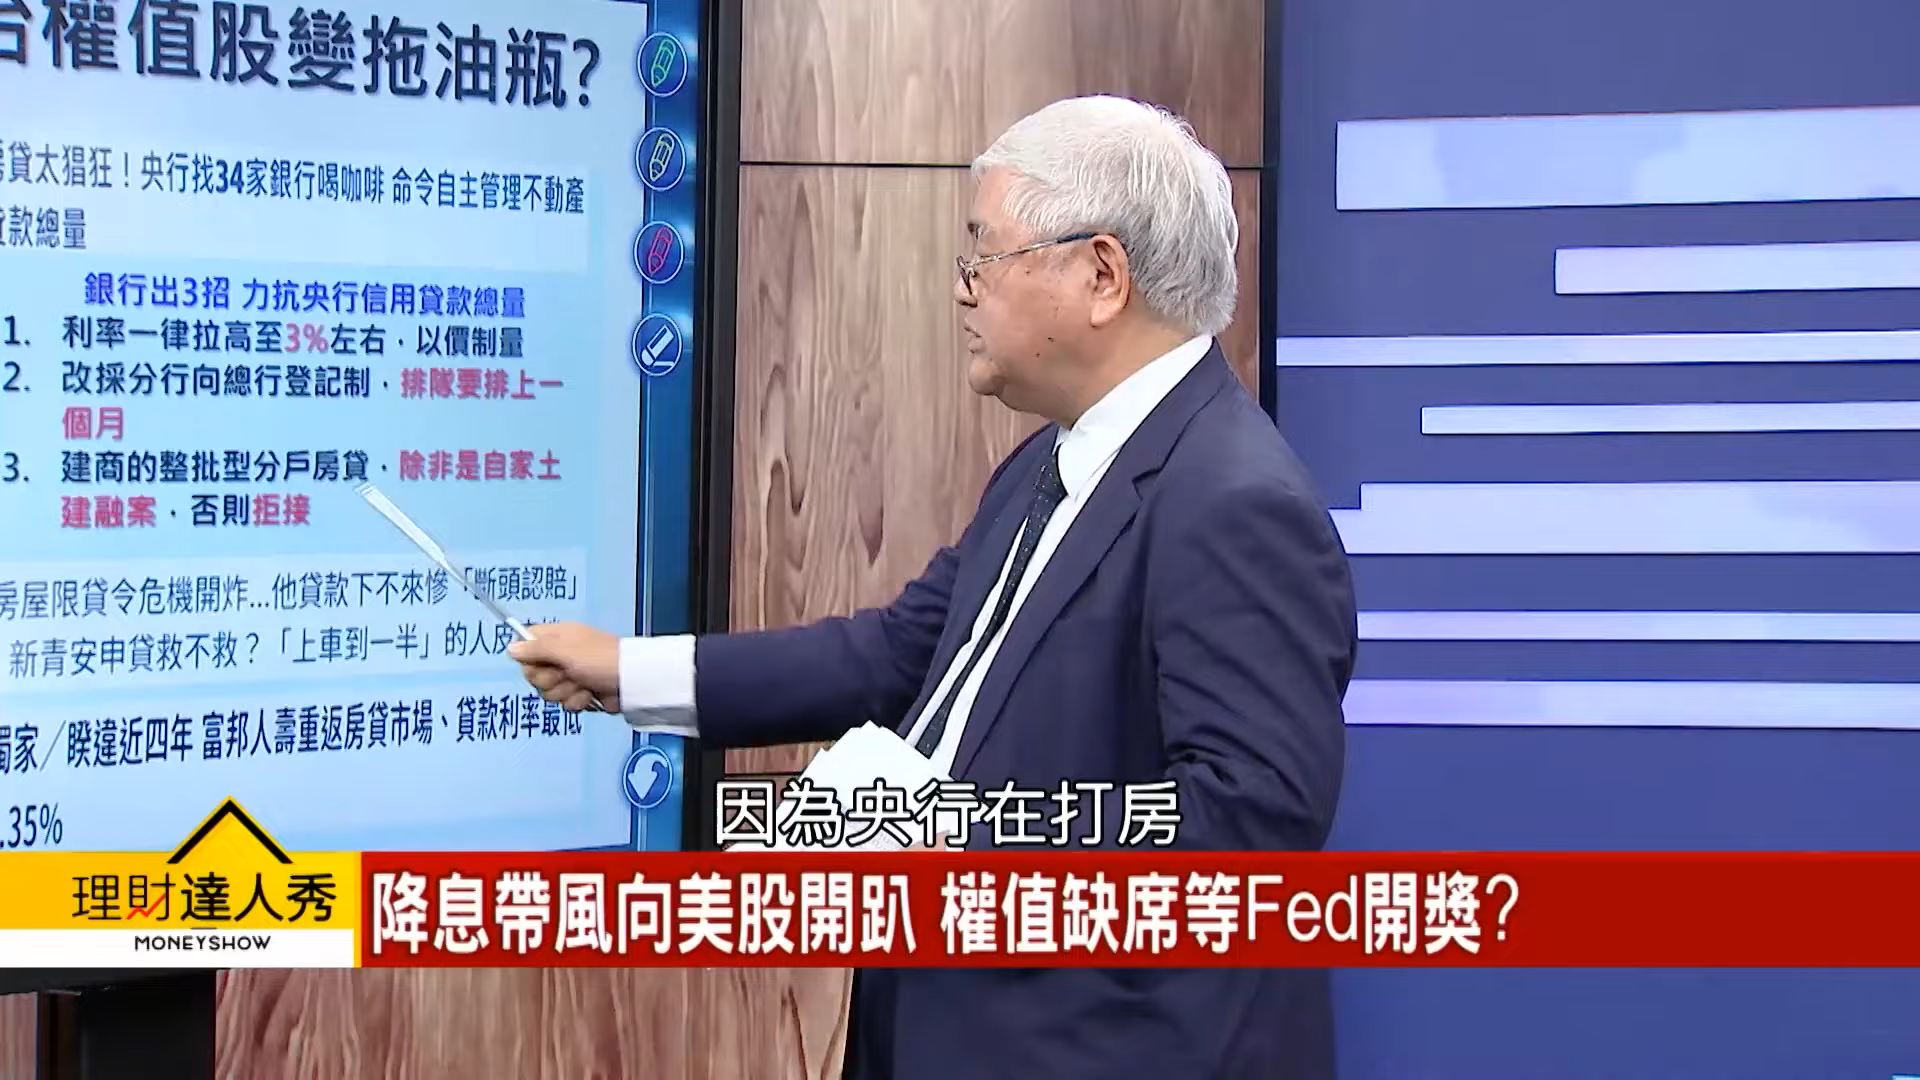 台權值股變拖油瓶?
房貸太猖狂！央行找34家銀行喝咖啡 命令自主管理不動產
貸款總量
銀行出3招 力抗央行信用貸款總量
1. 利率一律拉高至3%左右，以價制量
2. 改採分行向總行登記制，排隊要排上一
個月
3. 建商的整批型分戶房貸，除非是自家土
建融案，否則拒接
房屋限貸令危機開炸...他貸款下不來慘「斷頭認賠」
新青安申貸救不救？「上車到一半」的人皮
獨家／睽違近四年 富邦人壽重返房貸市場、貸款利率最低
.35%
因為央行在打房
理財達人秀
MONEYSHOW
降息帶風向美股開趴 權值缺席等Fed開獎?